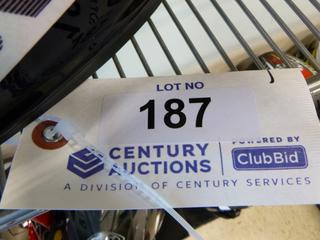 LOT NO
187
CENTURY
AUCTIONS
POWERED BY
ClubBid
A DIVISION OF CENTURY SERVICES